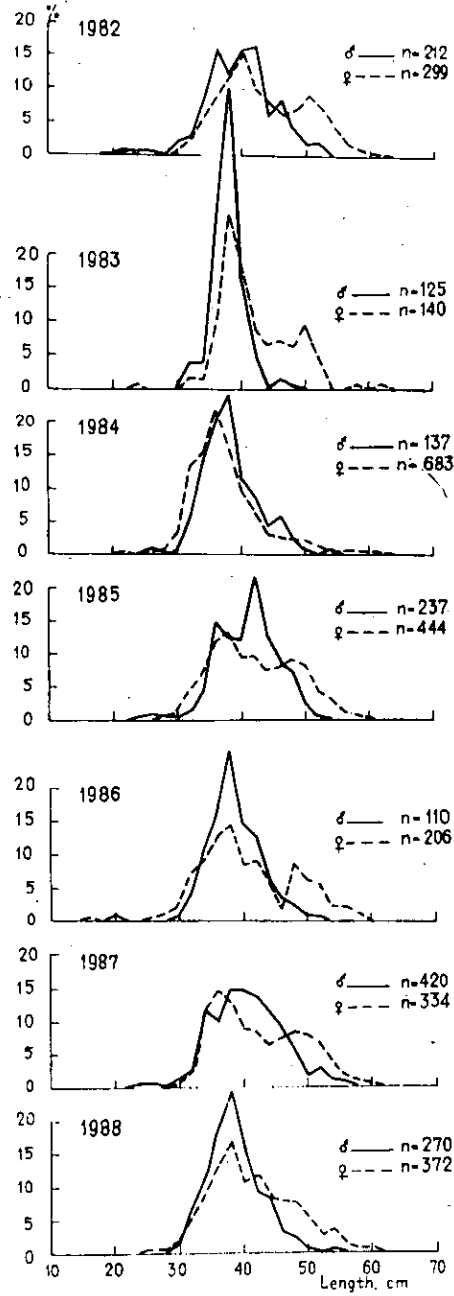 %
20
1982
15
♂ —— n=212
10
♀ ---- n=299
5
0
20
1983
15
♂ —— n=125
10
♀ ---- n=140
5
0
20
1984
15
♂ —— n=137
10
♀ ---- n=683
5
0
20
1985
15
♂ —— n=237
10
♀ ---- n=444
5
0
20
1986
15
♂ —— n=110
10
♀ ---- n=206
5
0
20
1987
15
♂ —— n=420
10
♀ ---- n=334
5
0
20
1988
15
♂ —— n=270
10
♀ ---- n=372
5
0
10 20 30 40 50 60 70
Length, cm